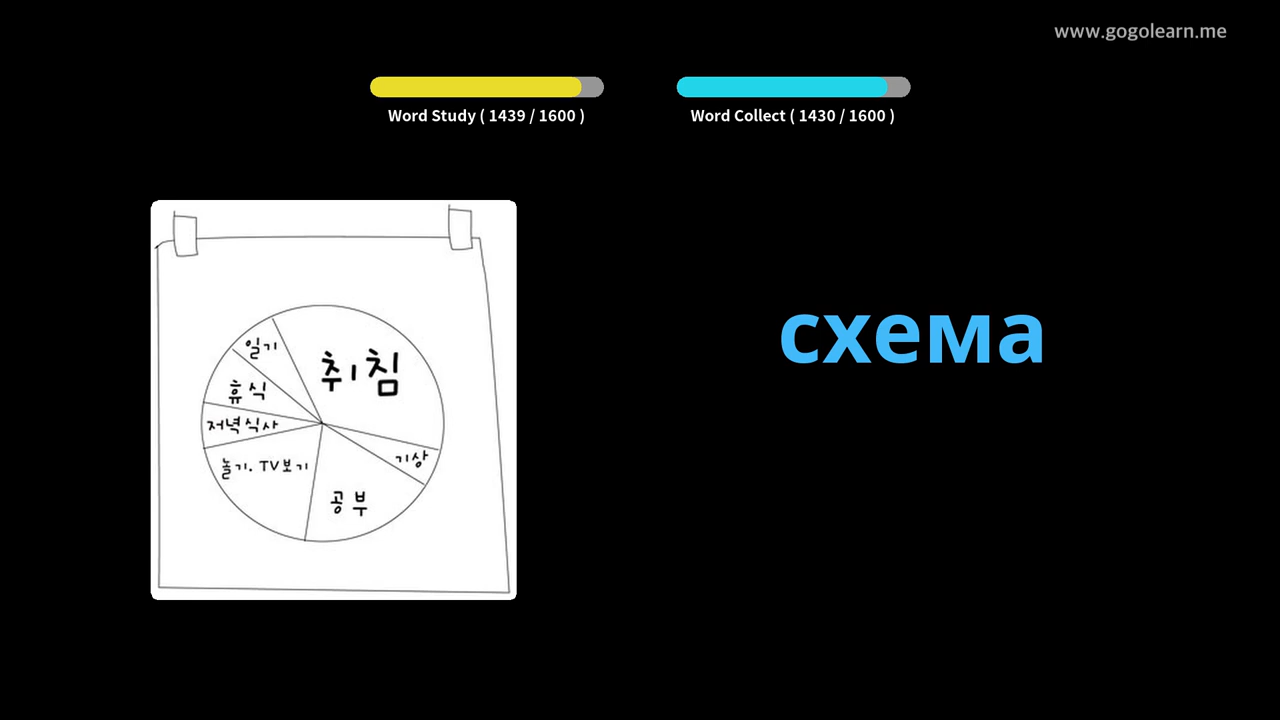 www.gogolearn.me
Word Study ( 1439 / 1600 )
Word Collect ( 1430 / 1600 )
схема
일기
취침
휴식
저녁식사
놀기. TV보기
기상
공부